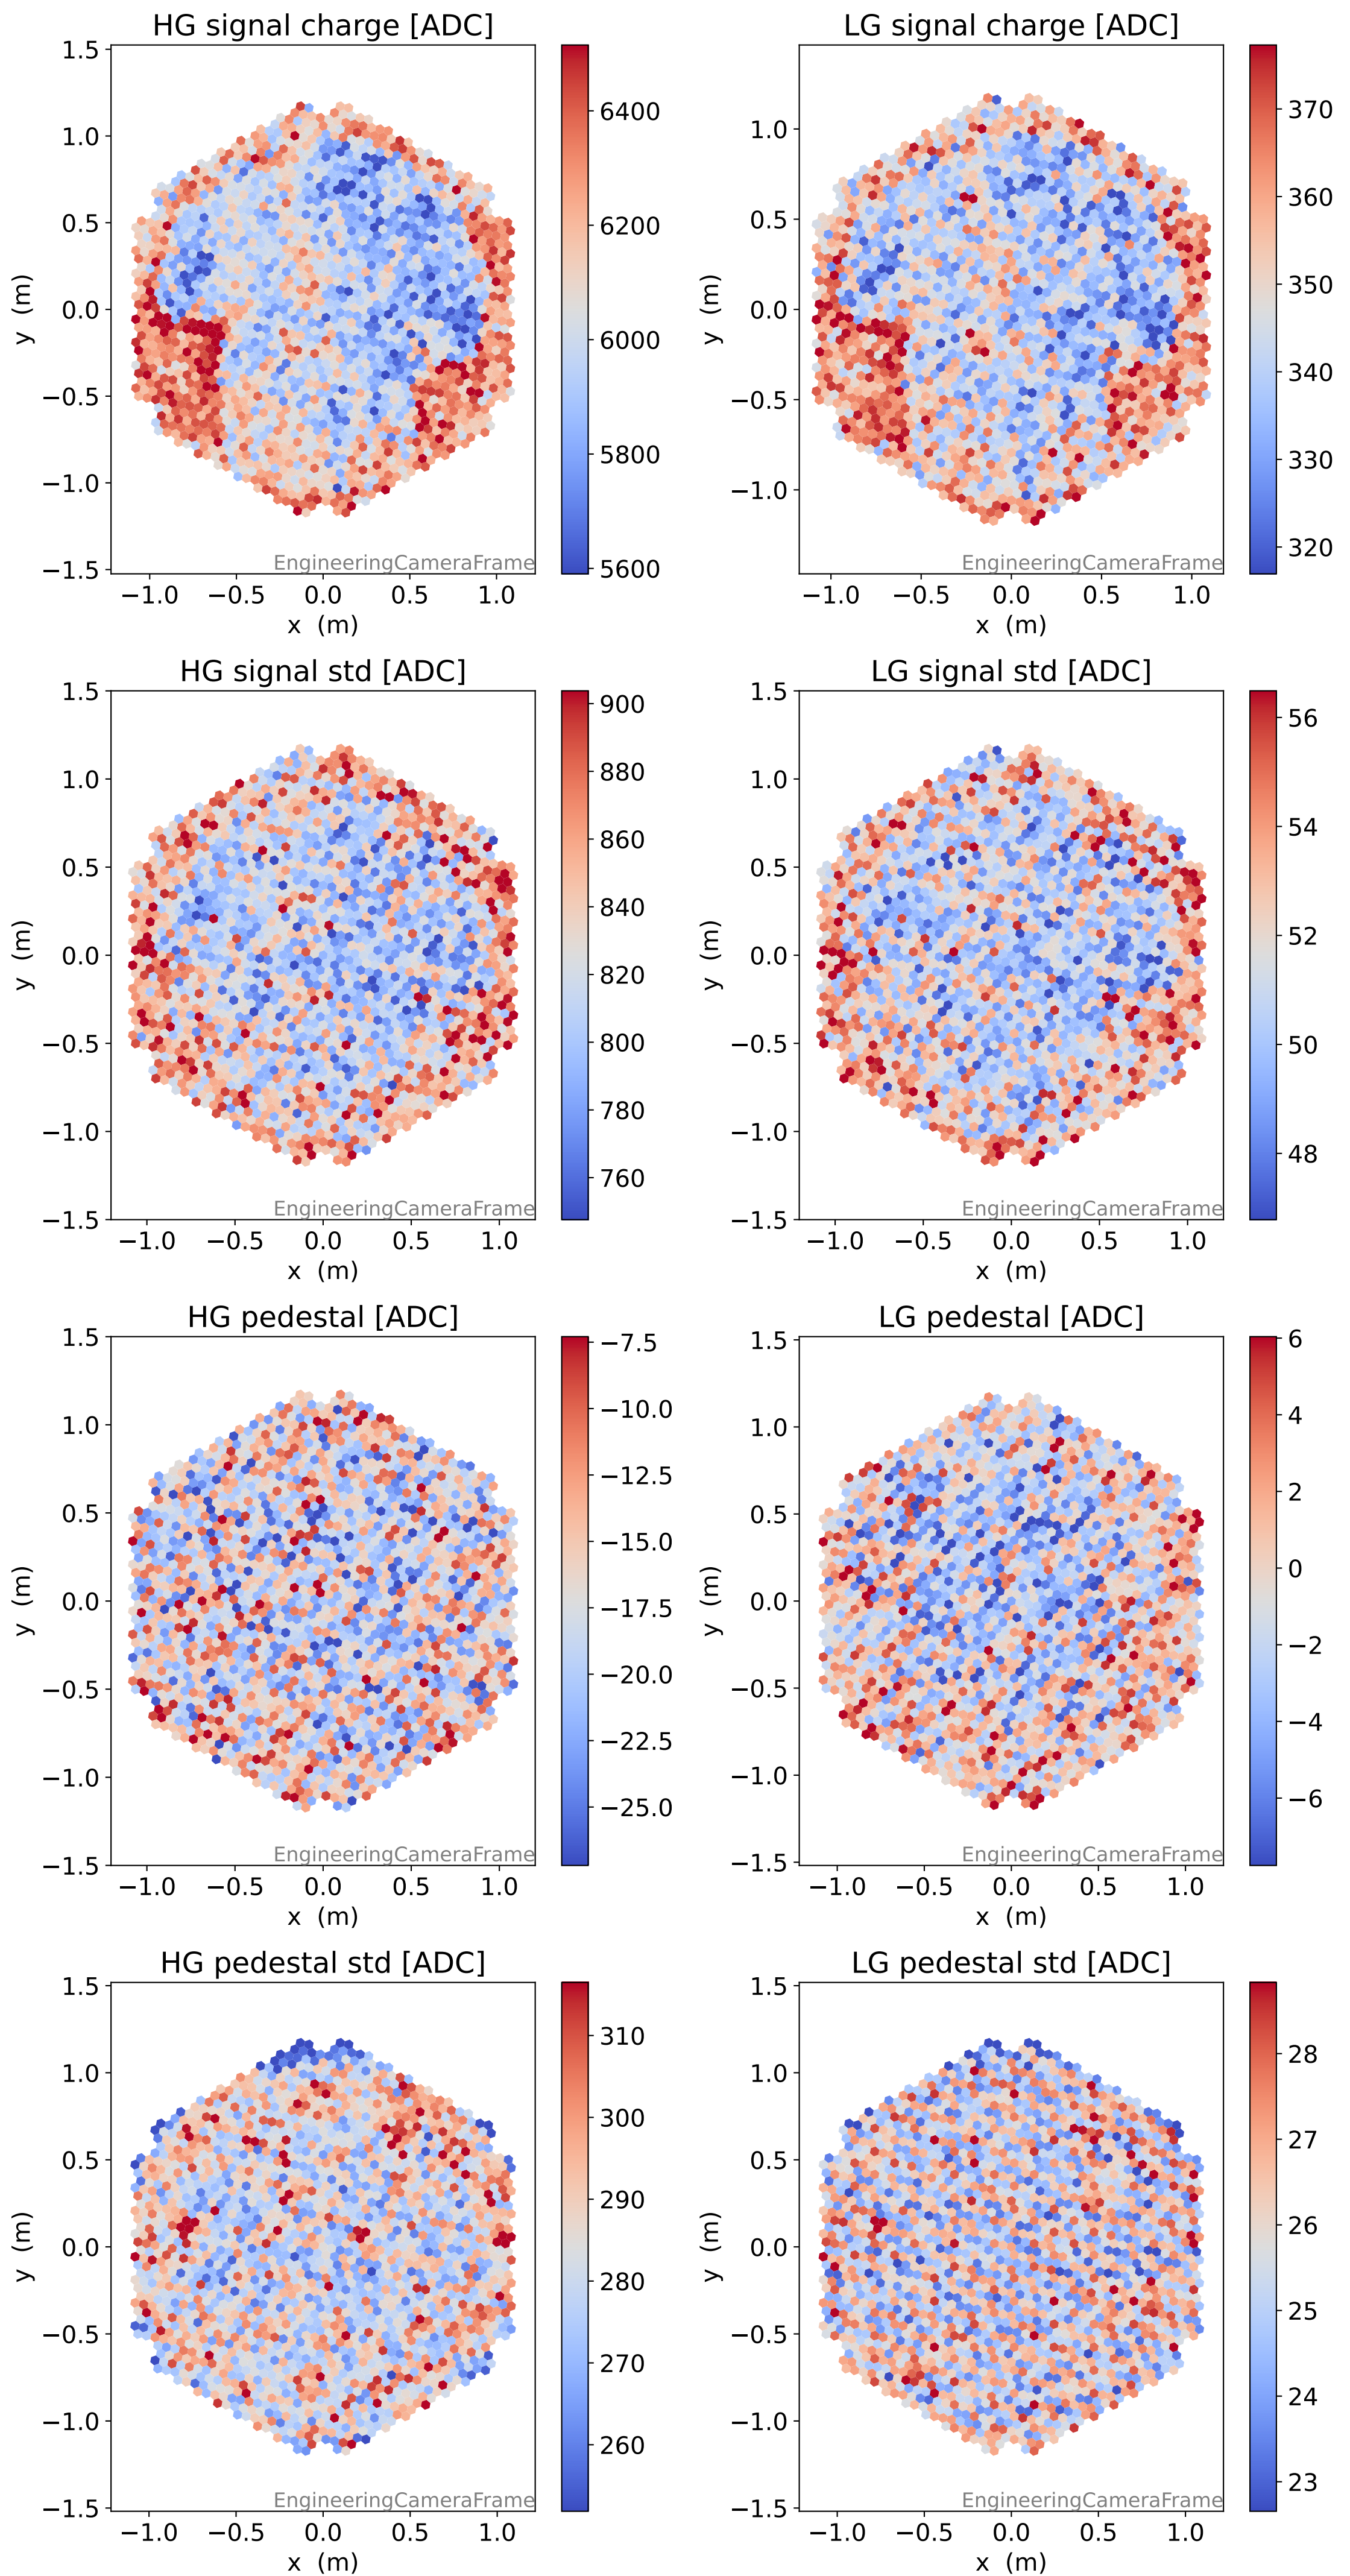 HG signal charge [ADC]
LG signal charge [ADC]
1.5
1.0
0.5
0.0
−0.5
−1.0
−1.5
y (m)
−1.0 −0.5 0.0 0.5 1.0
x (m)
EngineeringCameraFrame
6400
6200
6000
5800
5600
1.0
0.5
0.0
−0.5
−1.0
y (m)
−1.0 −0.5 0.0 0.5 1.0
x (m)
EngineeringCameraFrame
370
360
350
340
330
320
HG signal std [ADC]
LG signal std [ADC]
1.5
1.0
0.5
0.0
−0.5
−1.0
−1.5
y (m)
−1.0 −0.5 0.0 0.5 1.0
x (m)
EngineeringCameraFrame
900
880
860
840
820
800
780
760
1.5
1.0
0.5
0.0
−0.5
−1.0
−1.5
y (m)
−1.0 −0.5 0.0 0.5 1.0
x (m)
EngineeringCameraFrame
56
54
52
50
48
HG pedestal [ADC]
LG pedestal [ADC]
1.5
1.0
0.5
0.0
−0.5
−1.0
−1.5
y (m)
−1.0 −0.5 0.0 0.5 1.0
x (m)
EngineeringCameraFrame
−7.5
−10.0
−12.5
−15.0
−17.5
−20.0
−22.5
−25.0
1.5
1.0
0.5
0.0
−0.5
−1.0
−1.5
y (m)
−1.0 −0.5 0.0 0.5 1.0
x (m)
EngineeringCameraFrame
6
4
2
0
−2
−4
−6
HG pedestal std [ADC]
LG pedestal std [ADC]
1.5
1.0
0.5
0.0
−0.5
−1.0
−1.5
y (m)
−1.0 −0.5 0.0 0.5 1.0
x (m)
EngineeringCameraFrame
310
300
290
280
270
260
1.5
1.0
0.5
0.0
−0.5
−1.0
−1.5
y (m)
−1.0 −0.5 0.0 0.5 1.0
x (m)
EngineeringCameraFrame
28
27
26
25
24
23